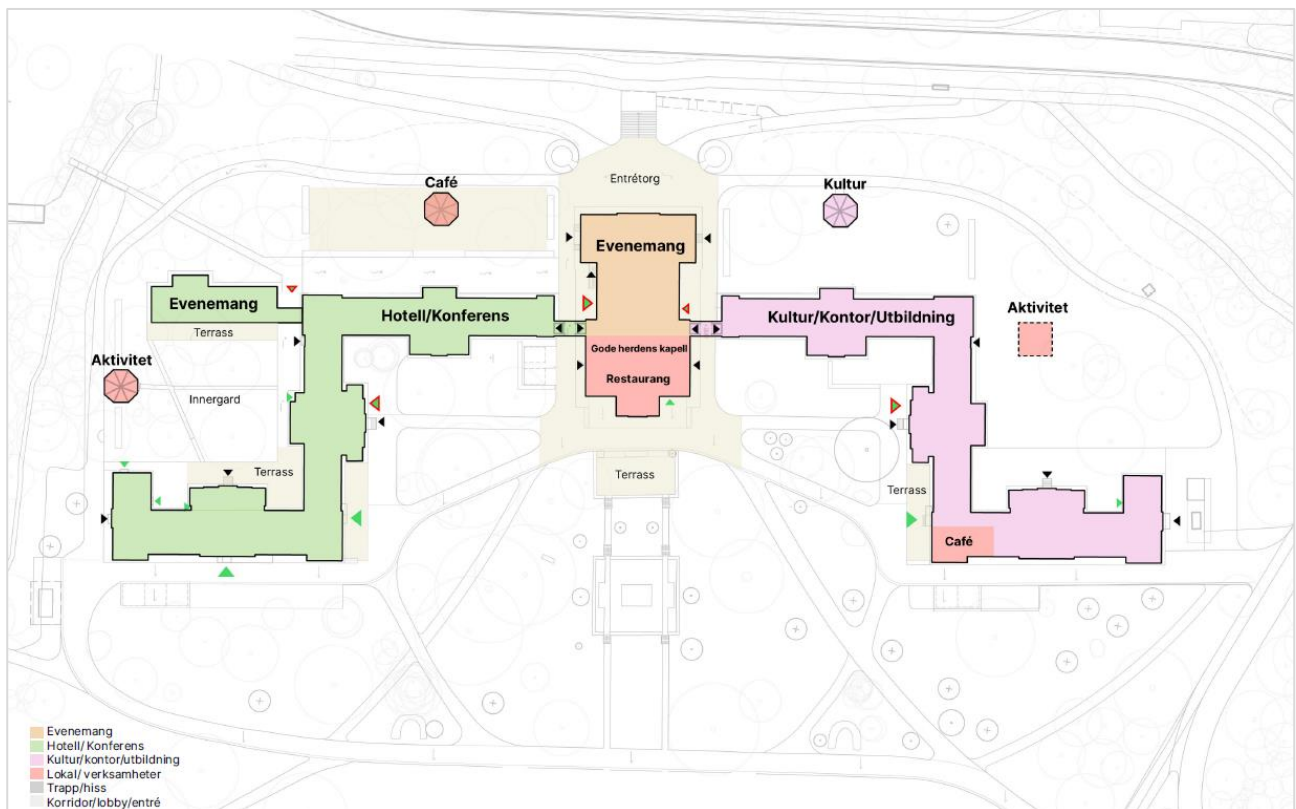 Entrétorg
Café
Kultur
Evenemang
Evenemang
Terrass
Hotell/Konferens
Kultur/Kontor/Utbildning
Aktivitet
Gode herdens kapell
Restaurang
Aktivitet
Innergard
Terrass
Terrass
Terrass
Café
Evenemang
Hotell/Konferens
Kultur/kontor/utbildning
Lokal/verksamheter
Trapp/hiss
Korridor/lobby/entré